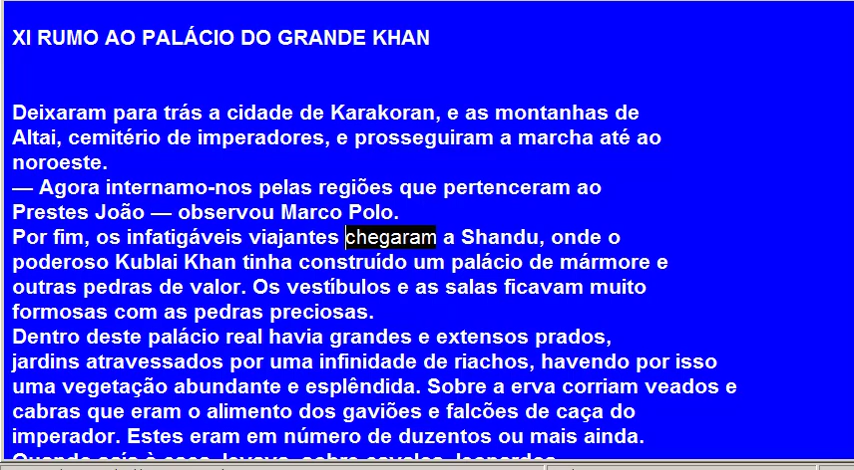 XI RUMO AO PALÁCIO DO GRANDE KHAN
Deixaram para trás a cidade de Karakoran, e as montanhas de
Altai, cemitério de imperadores, e prosseguiram a marcha até ao
noroeste.
— Agora internamo-nos pelas regiões que pertenceram ao
Prestes João — observou Marco Polo.
Por fim, os infatigáveis viajantes chegaram a Shandu, onde o
poderoso Kublai Khan tinha construído um palácio de mármore e
outras pedras de valor. Os vestíbulos e as salas ficavam muito
formosas com as pedras preciosas.
Dentro deste palácio real havia grandes e extensos prados,
jardins atravessados por uma infinidade de riachos, havendo por isso
uma vegetação abundante e esplêndida. Sobre a erva corriam veados e
cabras que eram o alimento dos gaviões e falcões de caça do
imperador. Estes eram em número de duzentos ou mais ainda.